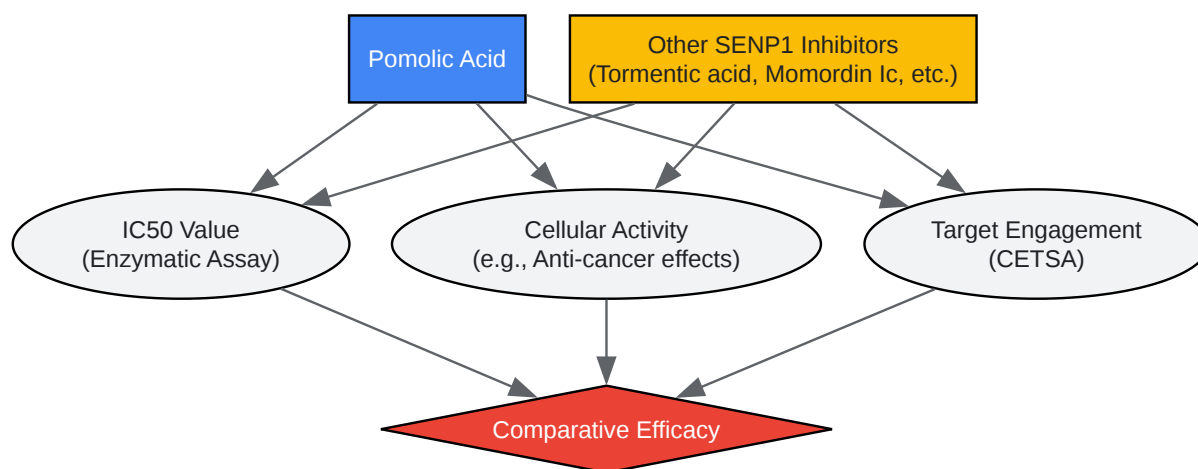 Pomolic Acid
Other SENP1 Inhibitors
(Tormentic acid, Momordin Ic, etc.)
IC50 Value
(Enzymatic Assay)
Cellular Activity
(e.g., Anti-cancer effects)
Target Engagement
(CETSA)
Comparative Efficacy